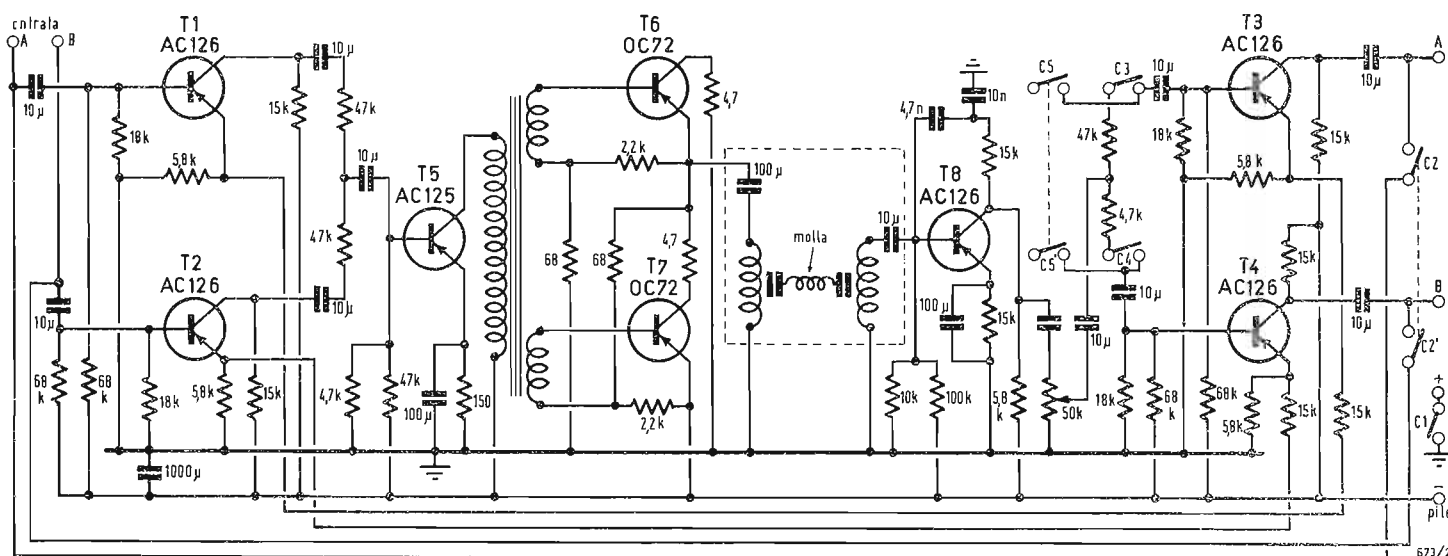 entrata
A B
T1
AC126
T6
OC72
T3
AC126
A
10µ
10µ
18k
5,8k
15k
47k
10µ
47k
T5
AC125
2,2k
4,7
100µ
68
68
4,7
T7
OC72
2,2k
molla
10µ
4,7n
10n
15k
T8
AC126
C5
C3
10µ
47k
4,7k
C5'
C4
18k
5,8k
15k
10µ
C2
T2
AC126
10µ
10µ
68
k
68
k
18k
5,8k
15k
4,7k
47k
100µ
150
1000µ
100µ
15k
10k
100k
5,8
k
50k
10µ
10µ
T4
AC126
15k
10µ
B
C2'
18k
68
k
68k
5,8k
15k
15k
+
C1
−
pile
673/2